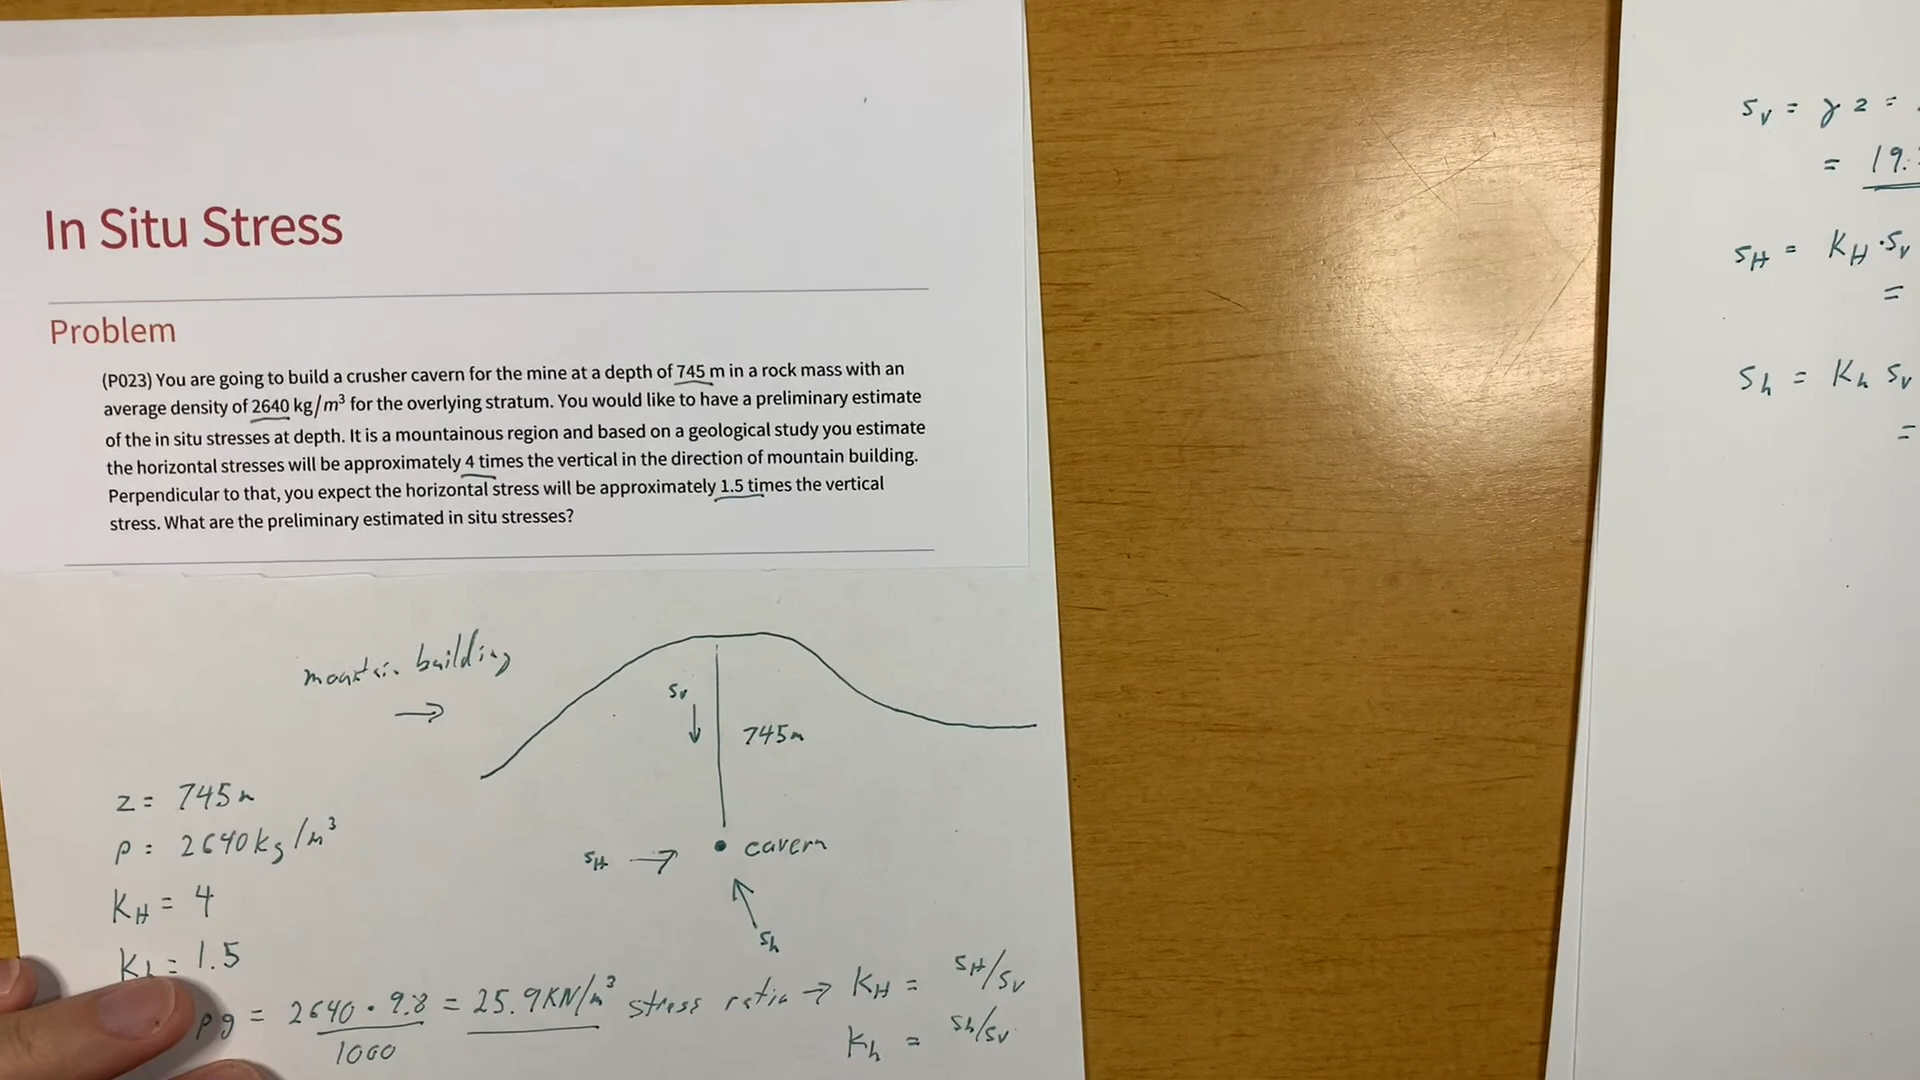 In Situ Stress
Problem
(P023) You are going to build a crusher cavern for the mine at a depth of 745 m in a rock mass with an
average density of 2640 kg/m³ for the overlying stratum. You would like to have a preliminary estimate
of the in situ stresses at depth. It is a mountainous region and based on a geological study you estimate
the horizontal stresses will be approximately 4 times the vertical in the direction of mountain building.
Perpendicular to that, you expect the horizontal stress will be approximately 1.5 times the vertical
stress. What are the preliminary estimated in situ stresses?
mountain building
→
Sv
↓
745m
z = 745m
ρ = 2640kg/m³
SH → • cavern
KH = 4
Sh
= 1.5
ρg = 2640 · 9.8 / 1000 = 25.9KN/m³
stress ratio → KH = SH/Sv
Kh = Sh/Sv
Sv = γ z =
= 19.
SH = KH · Sv
=
Sh = Kh Sv
=